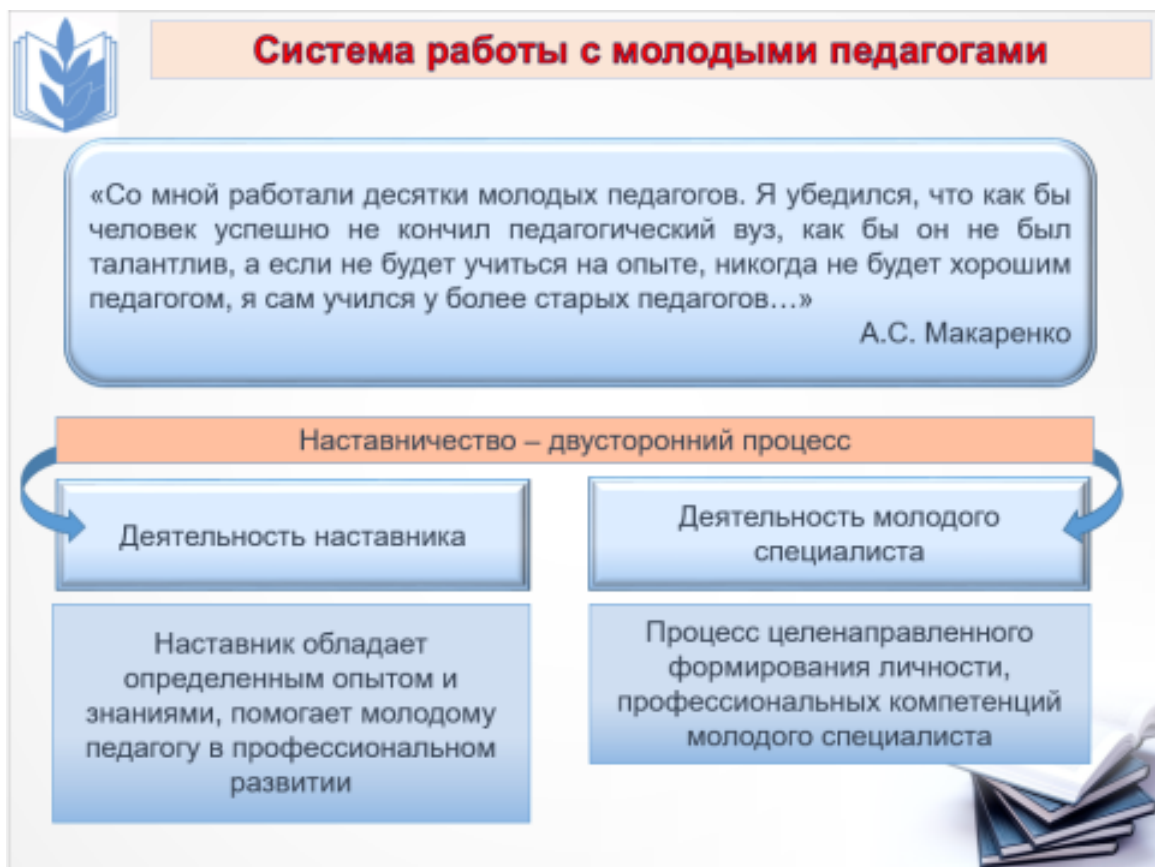 Система работы с молодыми педагогами
«Со мной работали десятки молодых педагогов. Я убедился, что как бы
человек успешно не кончил педагогический вуз, как бы он не был
талантлив, а если не будет учиться на опыте, никогда не будет хорошим
педагогом, я сам учился у более старых педагогов…»
А.С. Макаренко
Наставничество – двусторонний процесс
Деятельность наставника
Наставник обладает
определенным опытом и
знаниями, помогает молодому
педагогу в профессиональном
развитии
Деятельность молодого
специалиста
Процесс целенаправленного
формирования личности,
профессиональных компетенций
молодого специалиста